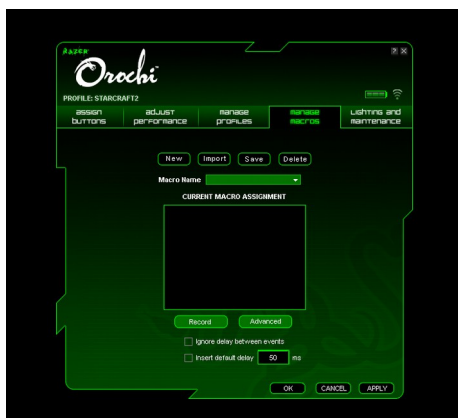 RAZER
Orochi™
? X
PROFILE: STARCRAFT2
assign buttons
adjust performance
manage profiles
manage macros
Lighting and maintenance
New Import Save Delete
Macro Name
CURRENT MACRO ASSIGNMENT
Record Advanced
Ignore delay between events
Insert default delay 50 ms
OK CANCEL APPLY